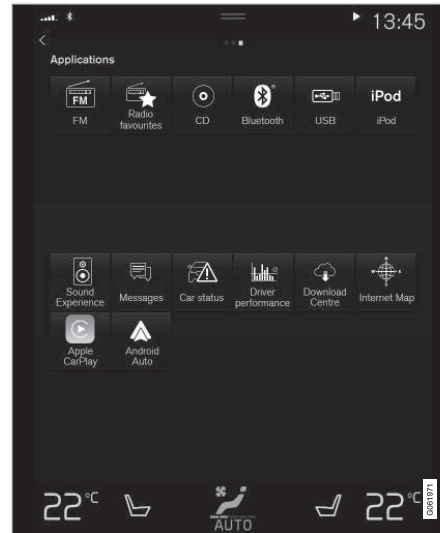 13:45
Applications
FM
iPod
FM
Radio
favourites
CD
Bluetooth
USB
iPod
Sound
Experience
Messages
Car status
Driver
performance
Download
Centre
Internet Map
Apple
CarPlay
Android
Auto
22°C
AUTO
22°C
G061971